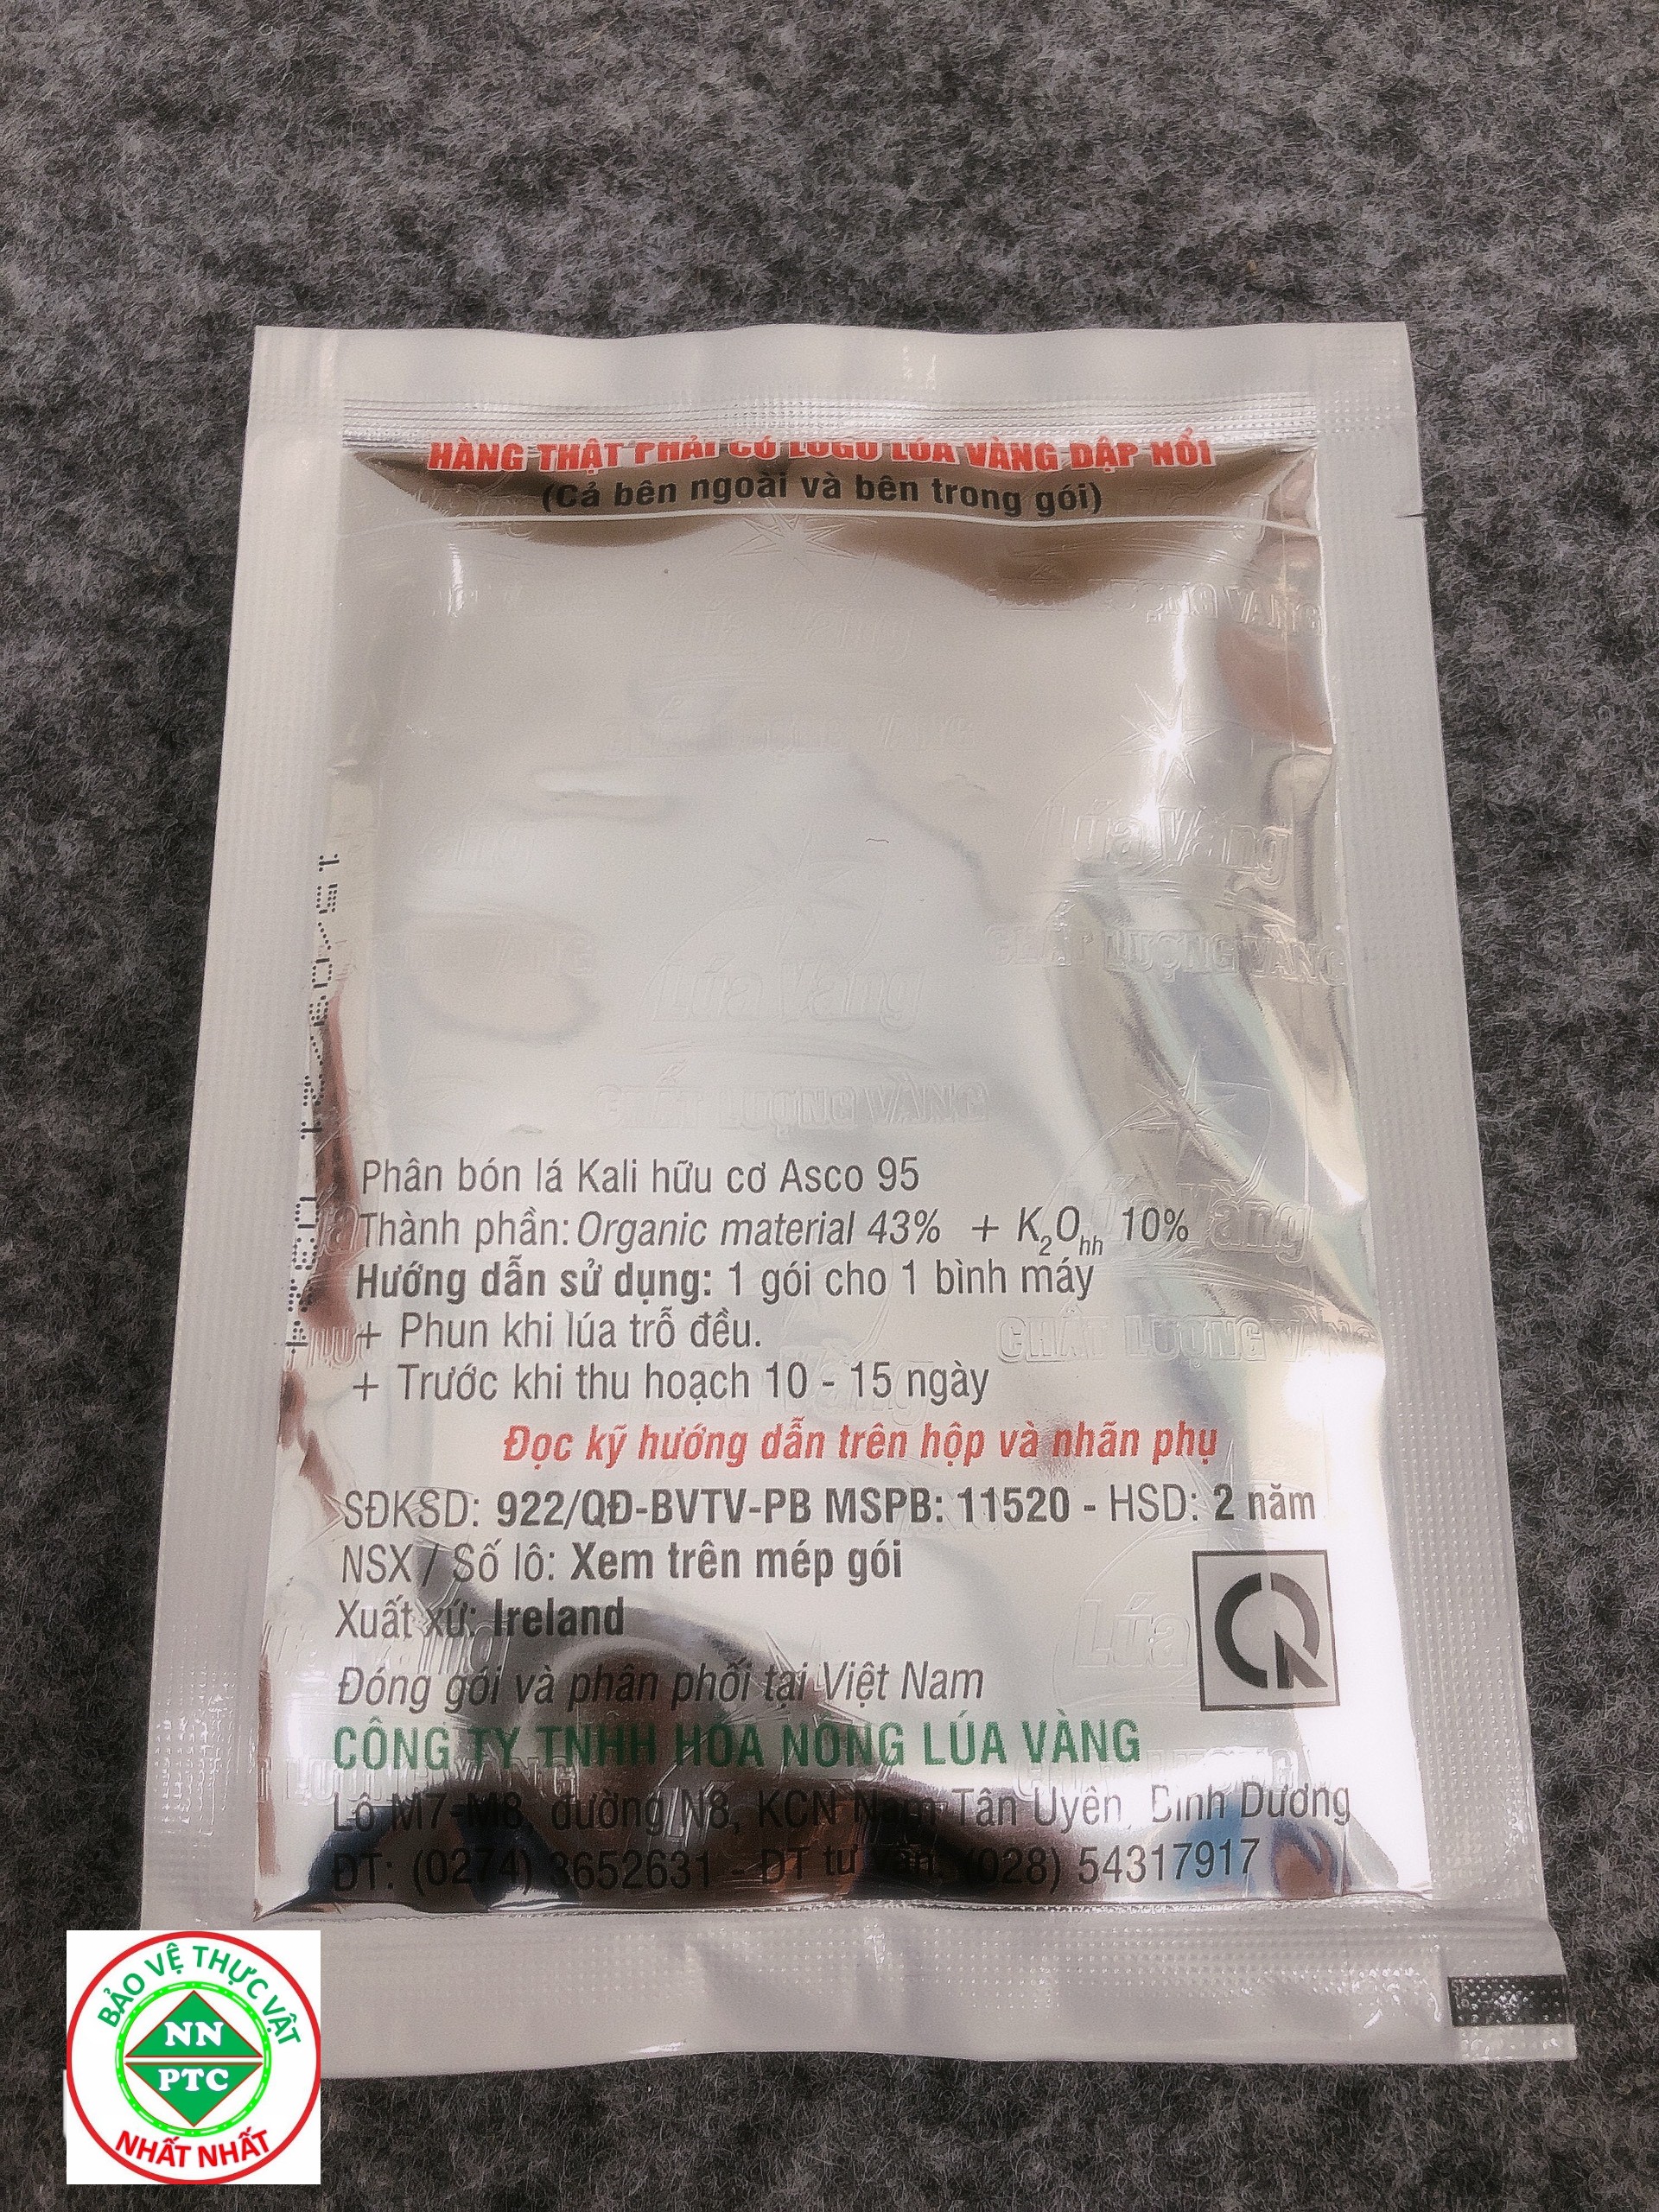 HÀNG THẬT PHẢI CÓ LOGO LÚA VÀNG DẬP NỔI
(Cả bên ngoài và bên trong gói)
Lúa Vàng
CHẤT LƯỢNG VÀNG
Phân bón lá Kali hữu cơ Asco 95
Thành phần: Organic material 43% + K₂Ohh 10%
Hướng dẫn sử dụng: 1 gói cho 1 bình máy
+ Phun khi lúa trỗ đều.
+ Trước khi thu hoạch 10 - 15 ngày
Đọc kỹ hướng dẫn trên hộp và nhãn phụ
SĐKSD: 922/QĐ-BVTV-PB MSPB: 11520 - HSD: 2 năm
NSX / Số lô: Xem trên mép gói
Xuất xứ: Ireland
Đóng gói và phân phối tại Việt Nam
CÔNG TY TNHH HÓA NÔNG LÚA VÀNG
Lô M7-M8, đường N8, KCN Nam Tân Uyên, Bình Dương
ĐT: (0274) 3652631 - ĐT tư vấn: (028) 54317917
BẢO VỆ THỰC VẬT
NN
PTC
NHẤT NHẤT